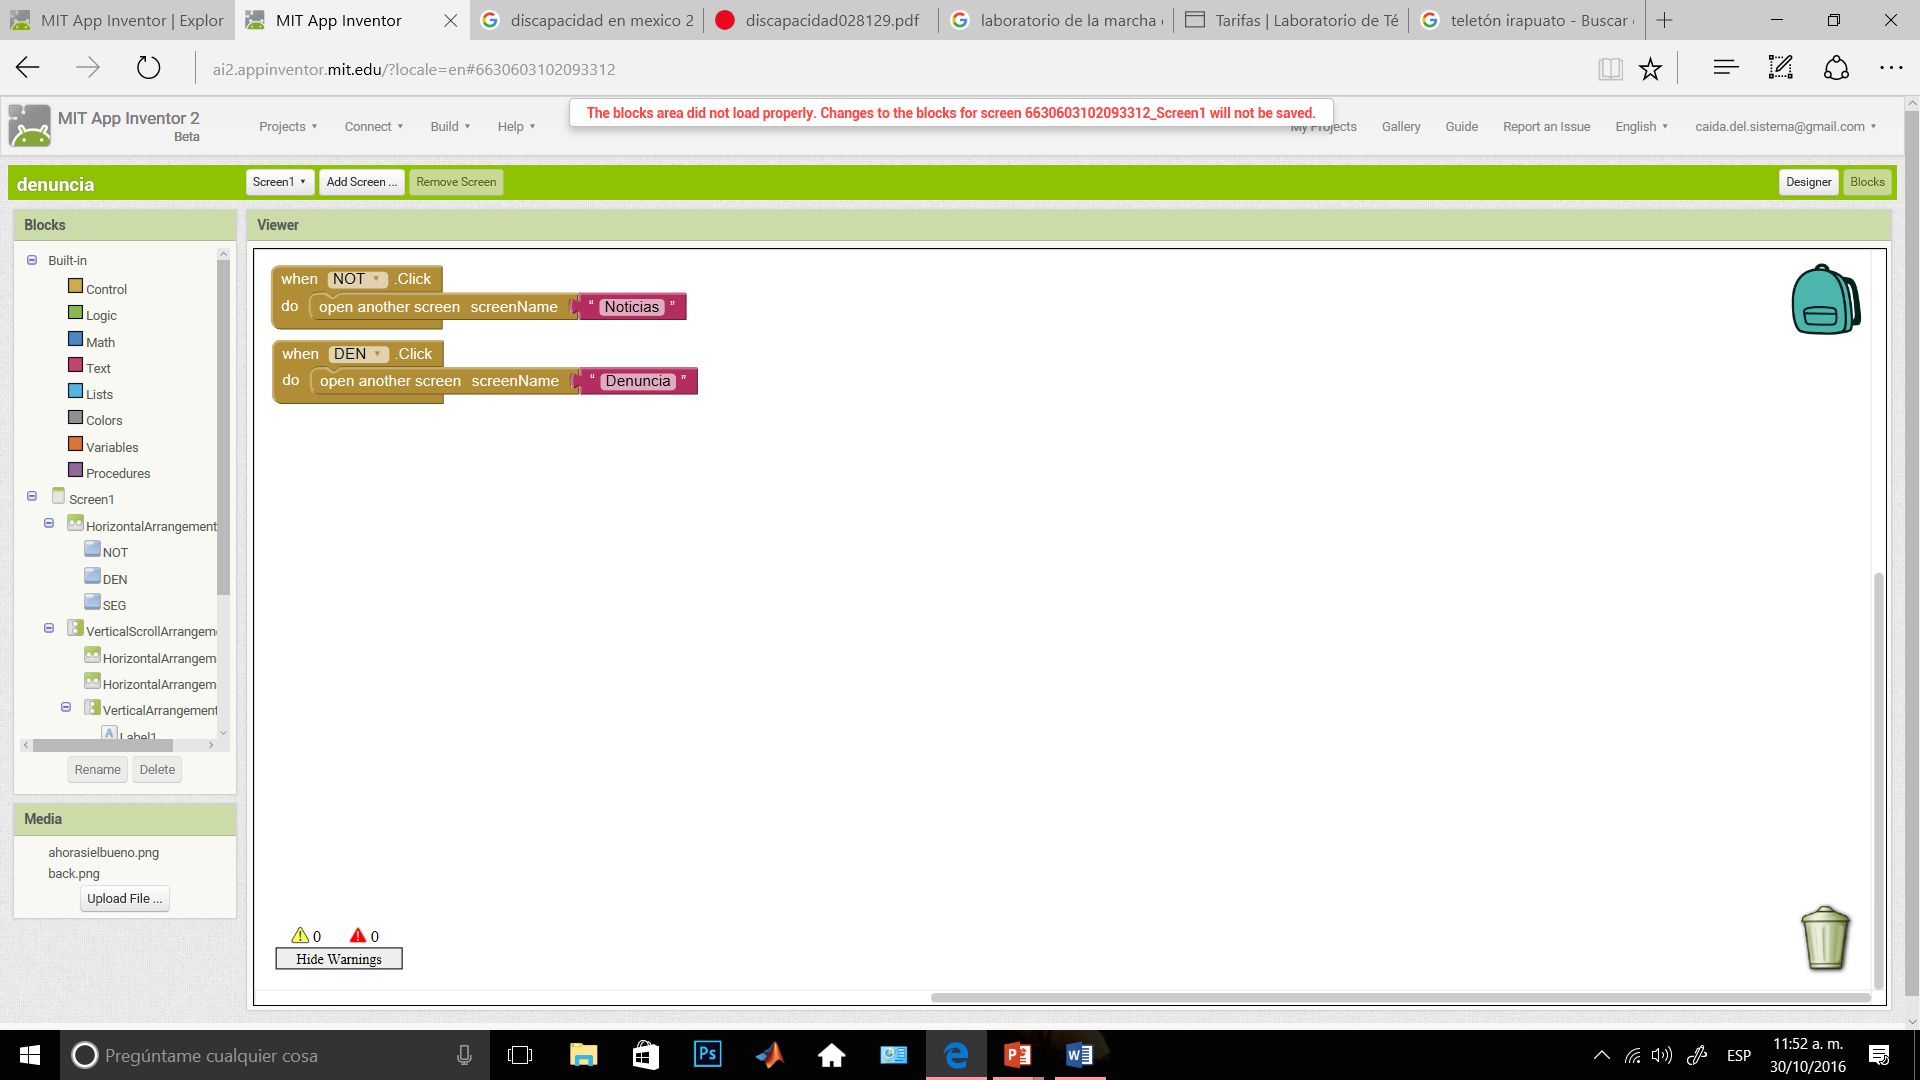 MIT App Inventor | Explor
MIT App Inventor
discapacidad en mexico 2
discapacidad028129.pdf
laboratorio de la marcha
Tarifas | Laboratorio de Té
teletón irapuato - Buscar
ai2.appinventor.mit.edu/?locale=en#6630603102093312
MIT App Inventor 2
Beta
Projects
Connect
Build
Help
The blocks area did not load properly. Changes to the blocks for screen 6630603102093312_Screen1 will not be saved.
My Projects
Gallery
Guide
Report an Issue
English
caida.del.sistema@gmail.com
denuncia
Screen1
Add Screen ...
Remove Screen
Designer
Blocks
Blocks
Built-in
Control
Logic
Math
Text
Lists
Colors
Variables
Procedures
Screen1
HorizontalArrangement
NOT
DEN
SEG
VerticalScrollArrangem
HorizontalArrangem
HorizontalArrangem
VerticalArrangement
Label1
Rename
Delete
Media
ahorasielbueno.png
back.png
Upload File ...
Viewer
when NOT .Click
do open another screen screenName " Noticias "
when DEN .Click
do open another screen screenName " Denuncia "
0 0
Hide Warnings
Pregúntame cualquier cosa
Ps
ESP
11:52 a. m.
30/10/2016